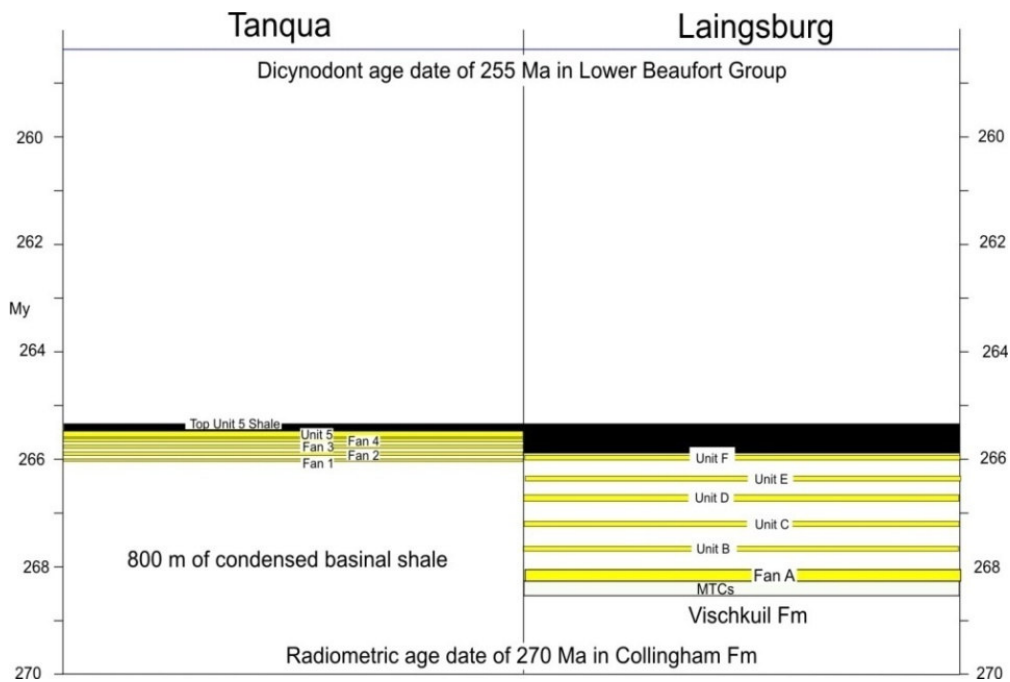 Tanqua Laingsburg
Dicynodont age date of 255 Ma in Lower Beaufort Group
260 260
262 262
My
264 264
Top Unit 5 Shale
Unit 5
Fan 4
Fan 3
Fan 2
Fan 1
266 266
Unit F
Unit E
Unit D
Unit C
Unit B
800 m of condensed basinal shale
268 268
Fan A
MTCs
Vischkuil Fm
Radiometric age date of 270 Ma in Collingham Fm
270 270